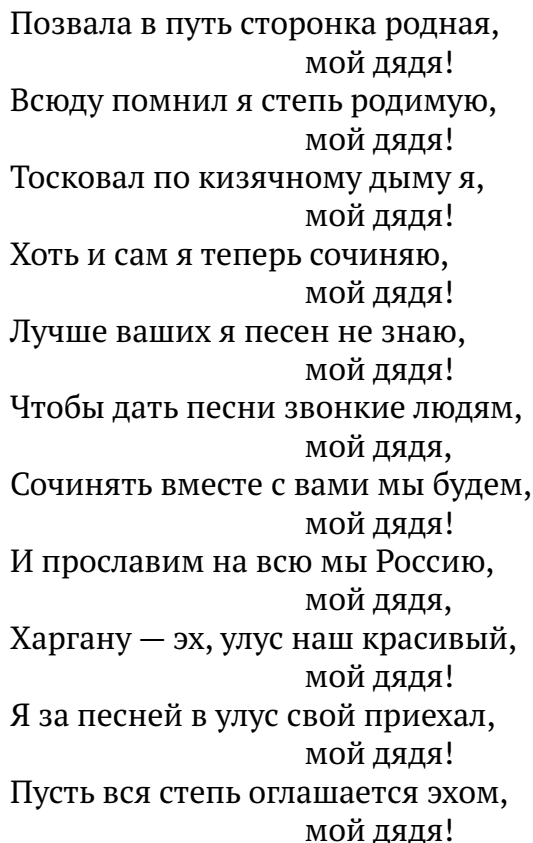 Позвала в путь сторонка родная,
мой дядя!
Всюду помнил я степь родимую,
мой дядя!
Тосковал по кизячному дыму я,
мой дядя!
Хоть и сам я теперь сочиняю,
мой дядя!
Лучше ваших я песен не знаю,
мой дядя!
Чтобы дать песни звонкие людям,
мой дядя,
Сочинять вместе с вами мы будем,
мой дядя!
И прославим на всю мы Россию,
мой дядя,
Харгану — эх, улус наш красивый,
мой дядя!
Я за песней в улус свой приехал,
мой дядя!
Пусть вся степь оглашается эхом,
мой дядя!